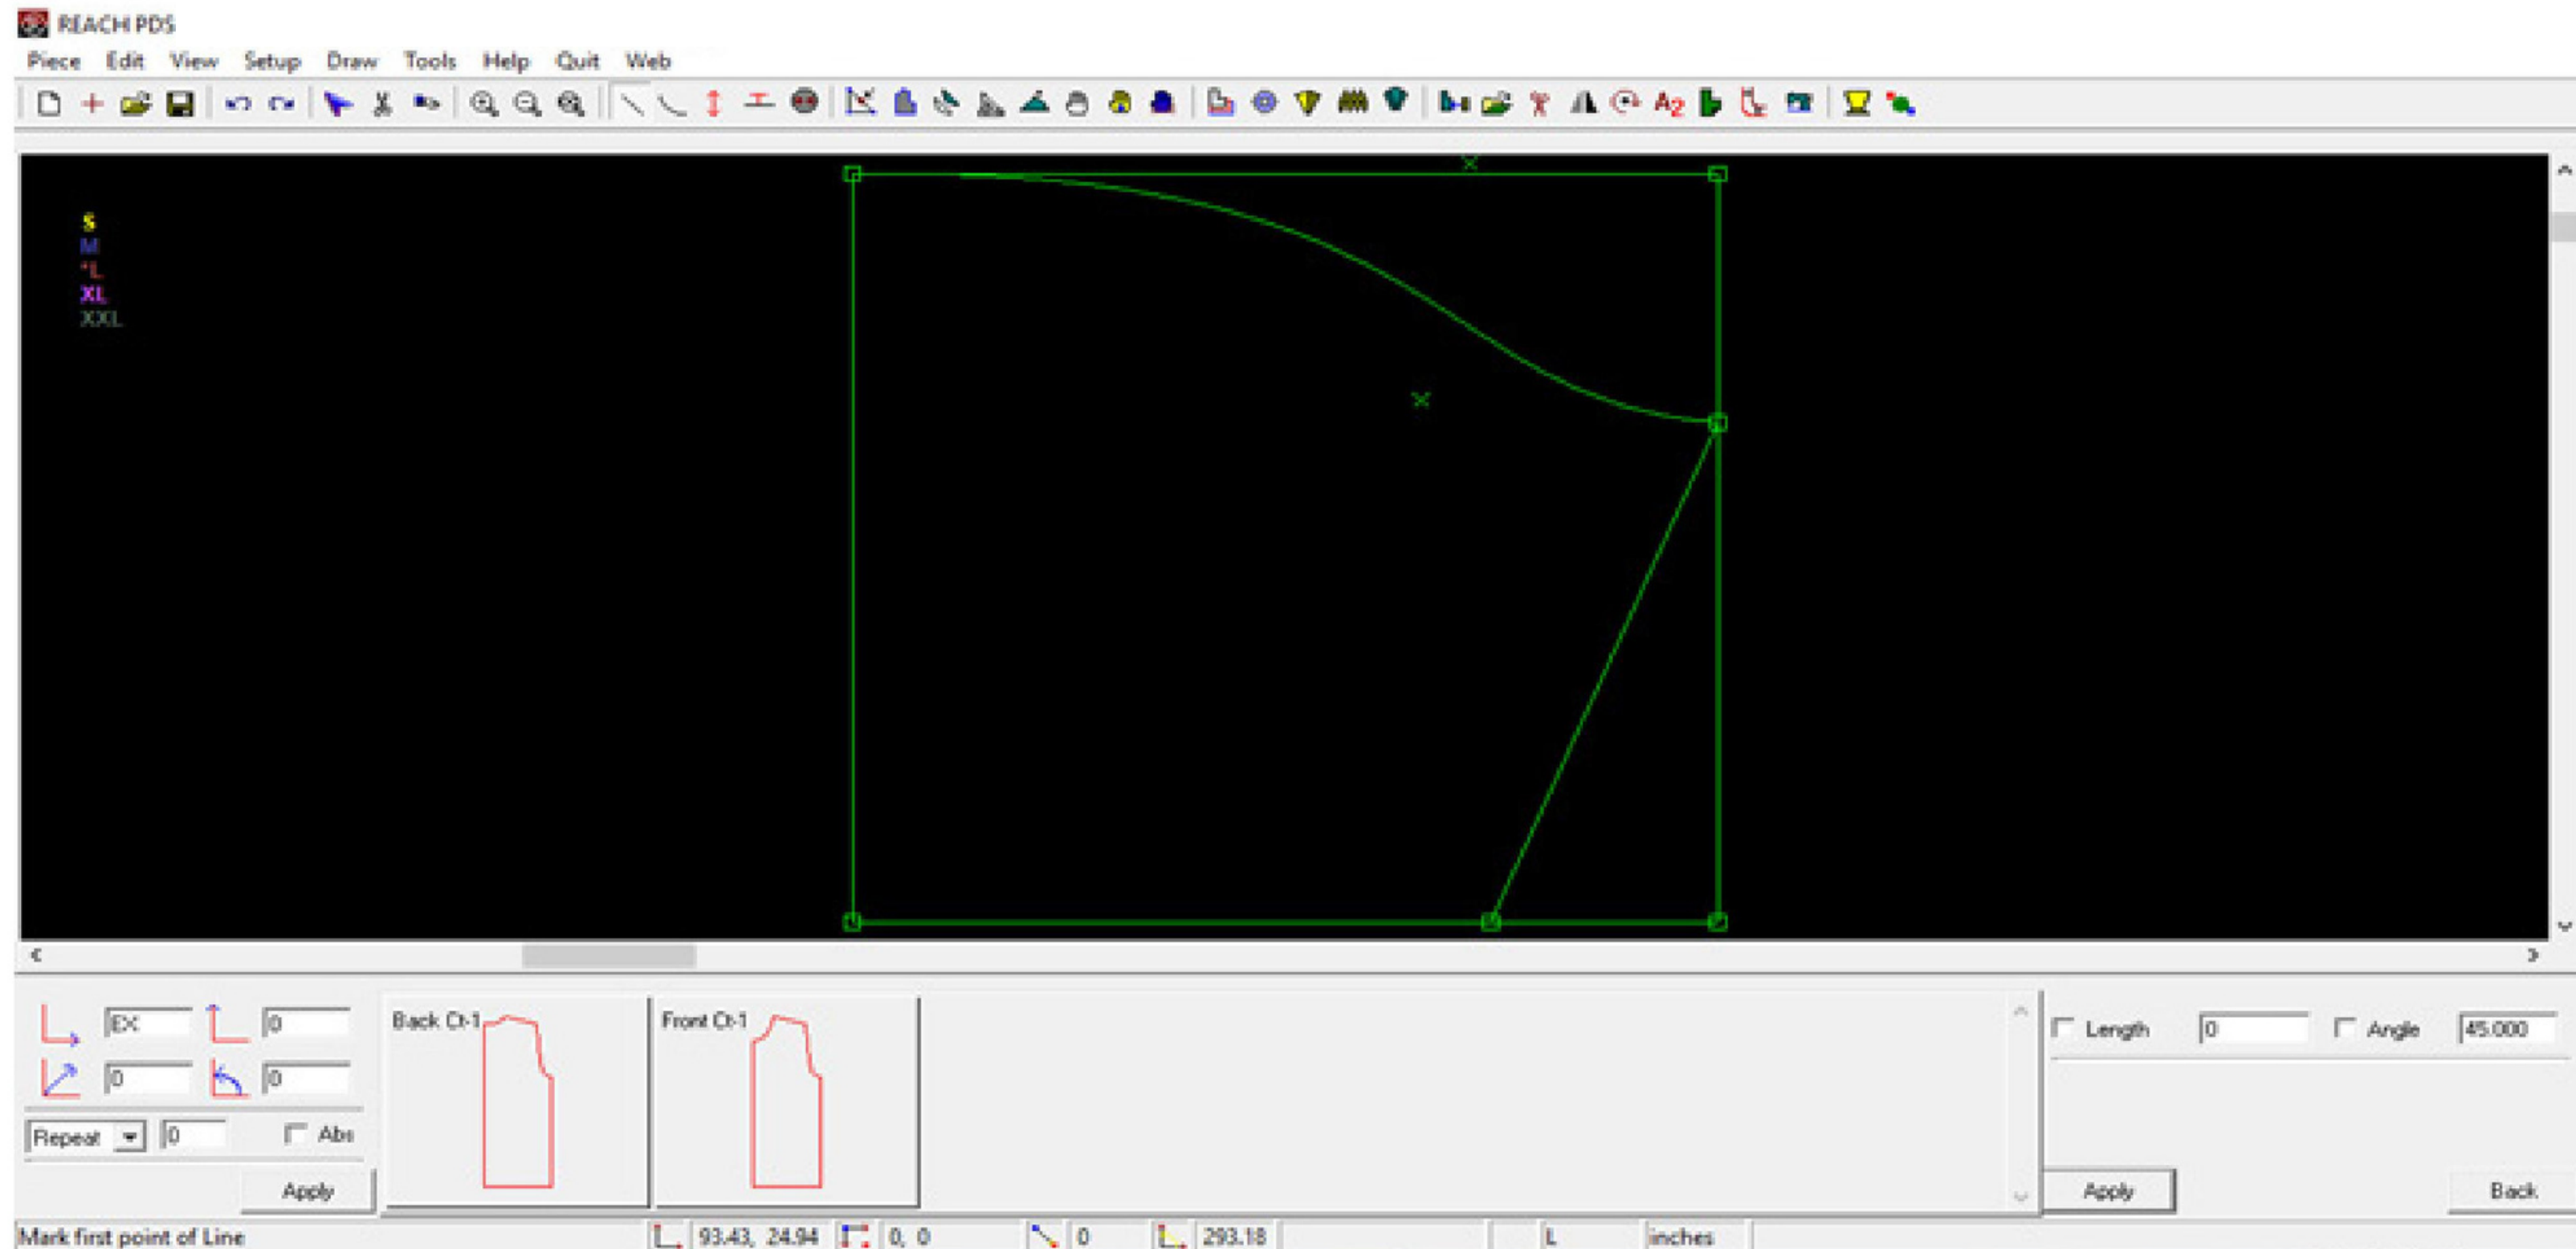 REACH PDS
Piece Edit View Setup Draw Tools Help Quit Web
S
M
*L
XL
XXL
EX 0
0 0
Repeat 0 Abs
Apply
Back Ct-1 Front Ct-1
Length 0 Angle 45.000
Apply Back
Mark first point of Line 93.43, 24.94 0, 0 0 293.18 L inches